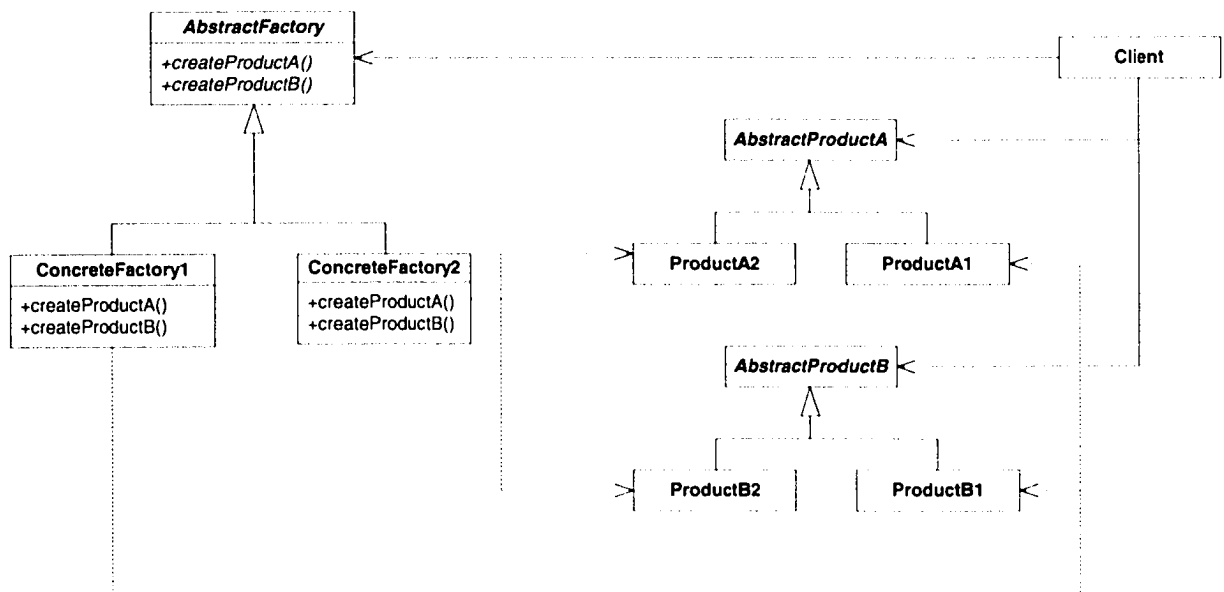 AbstractFactory
+createProductA()
+createProductB()
Client
AbstractProductA
ConcreteFactory1
+createProductA()
+createProductB()
ConcreteFactory2
+createProductA()
+createProductB()
ProductA2
ProductA1
AbstractProductB
ProductB2
ProductB1